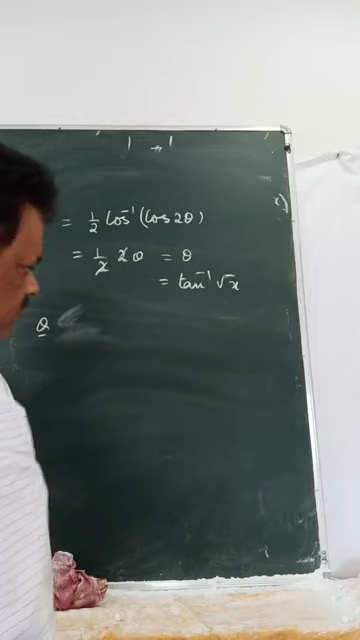 = 1/2 Cos⁻¹ (Cos 2θ)
= 1/2 2θ = θ
= tan⁻¹ √x
Q